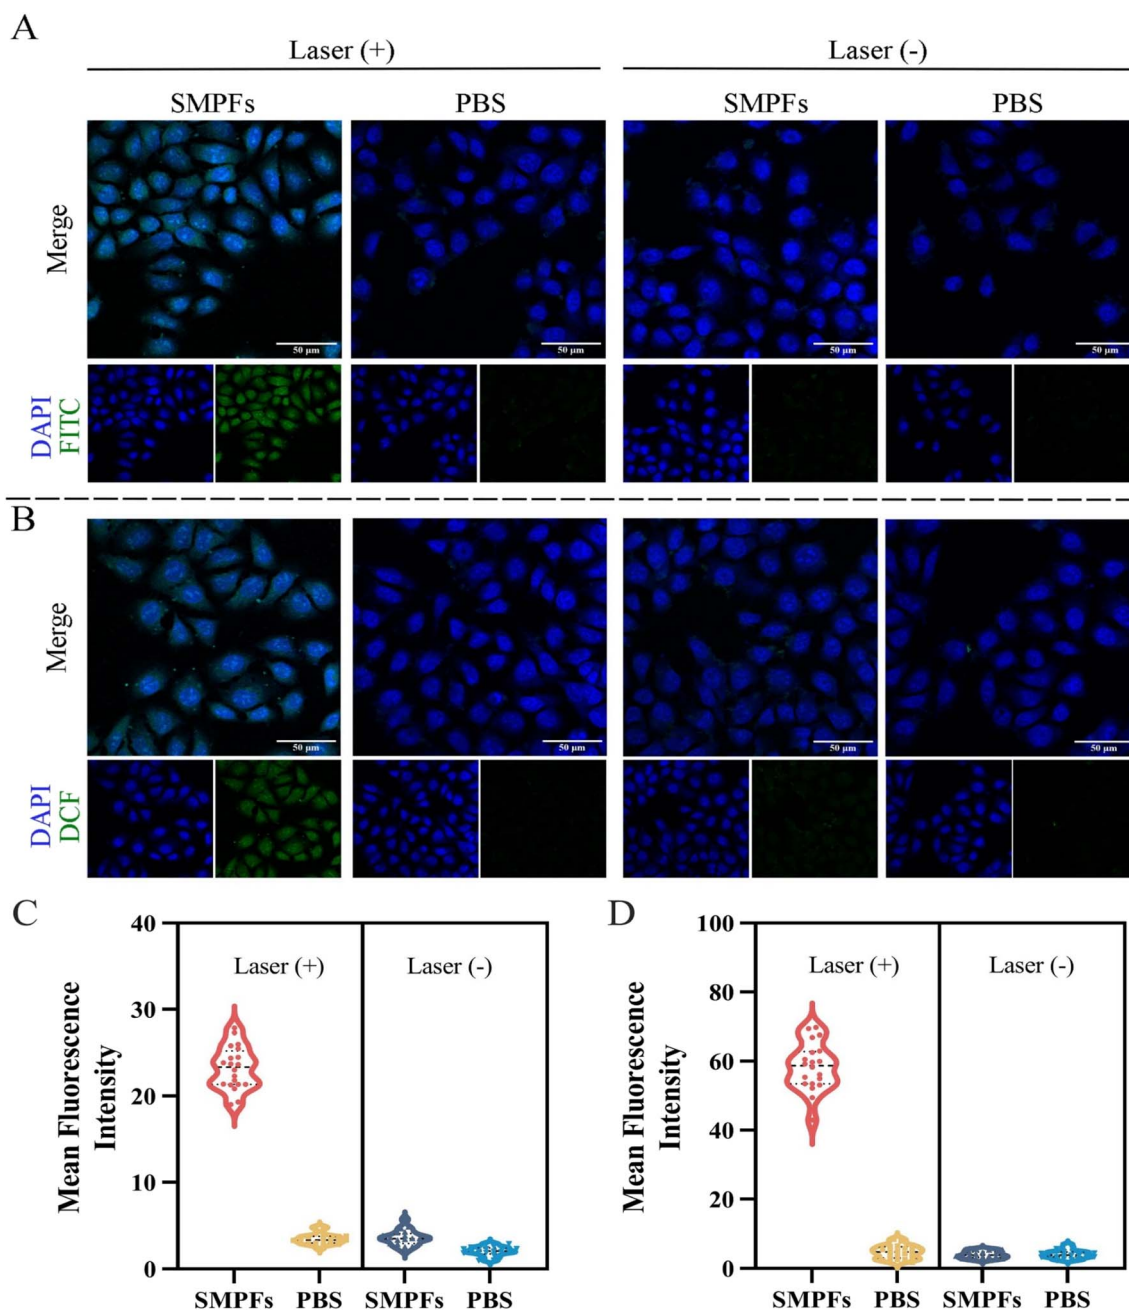 A
Laser (+) Laser (-)
SMPFs PBS SMPFs PBS
Merge
50 μm 50 μm 50 μm 50 μm
DAPI
FITC
B
Merge
50 μm 50 μm 50 μm 50 μm
DAPI
DCF
C
Mean Fluorescence
Intensity
40
30
20
10
0
Laser (+) Laser (-)
SMPFs PBS SMPFs PBS
D
Mean Fluorescence
Intensity
100
80
60
40
20
0
Laser (+) Laser (-)
SMPFs PBS SMPFs PBS